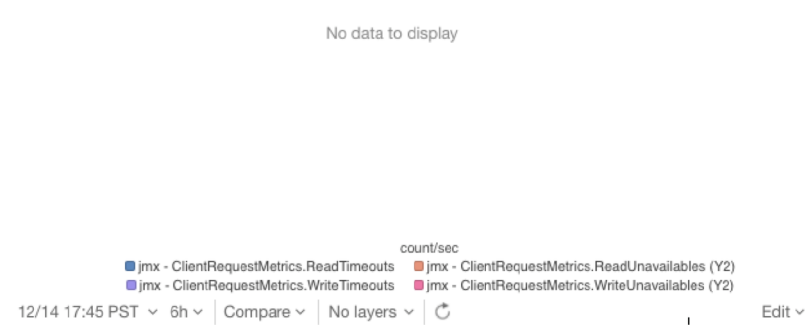 No data to display
count/sec
jmx - ClientRequestMetrics.ReadTimeouts jmx - ClientRequestMetrics.ReadUnavailables (Y2)
jmx - ClientRequestMetrics.WriteTimeouts jmx - ClientRequestMetrics.WriteUnavailables (Y2)
12/14 17:45 PST 6h Compare No layers Edit